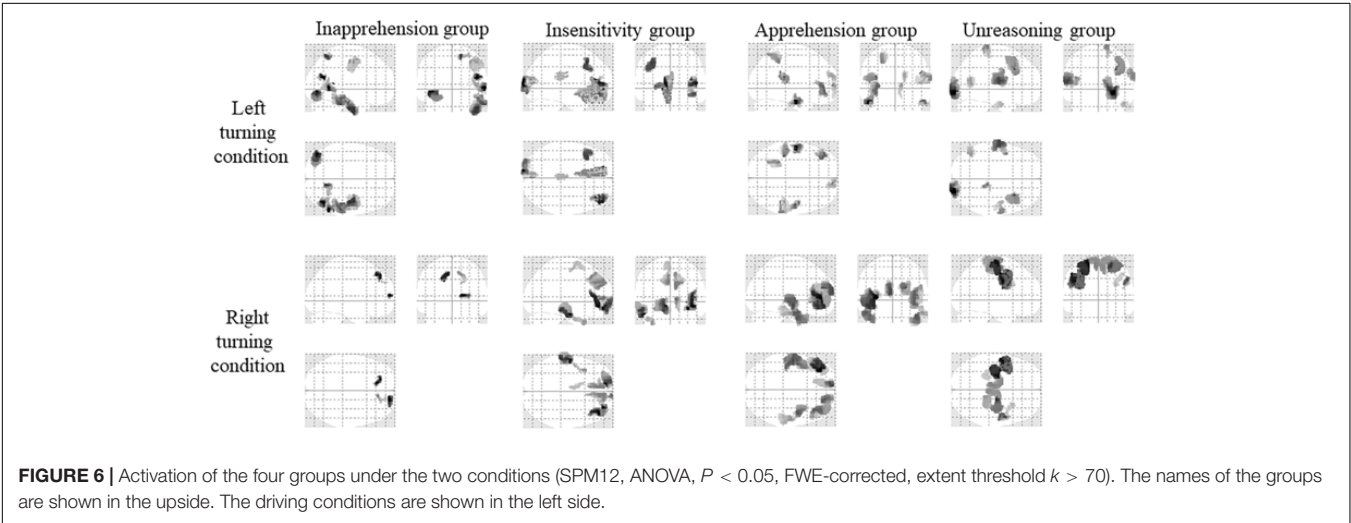 Inapprehension group Insensitivity group Apprehension group Unreasoning group
Left
turning
condition
Right
turning
condition
FIGURE 6 | Activation of the four groups under the two conditions (SPM12, ANOVA, P < 0.05, FWE-corrected, extent threshold k > 70). The names of the groups
are shown in the upside. The driving conditions are shown in the left side.